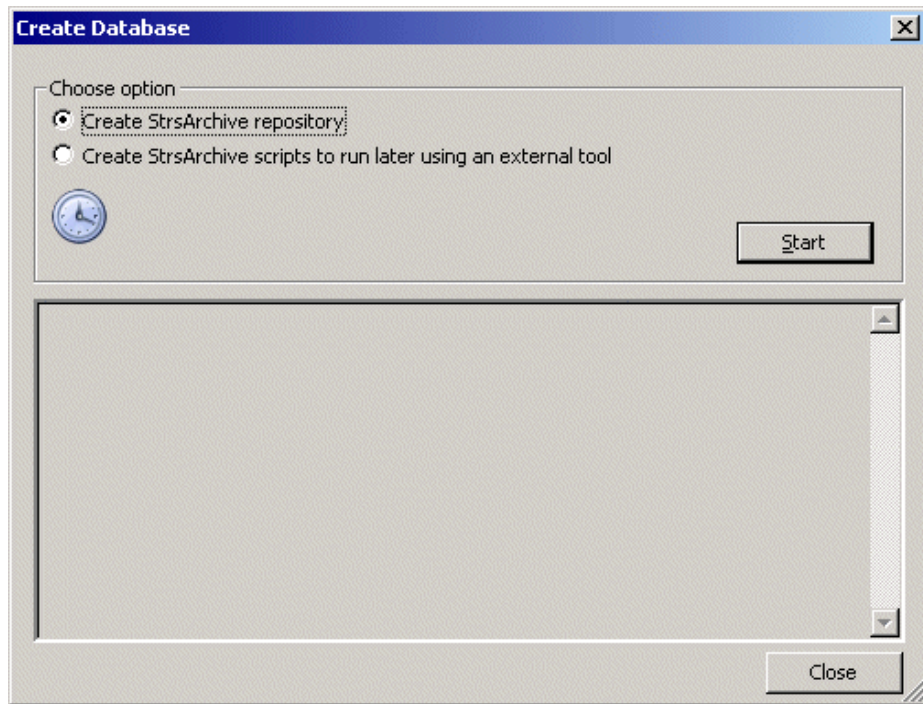 Create Database
Choose option
Create StrsArchive repository
Create StrsArchive scripts to run later using an external tool
Start
Close